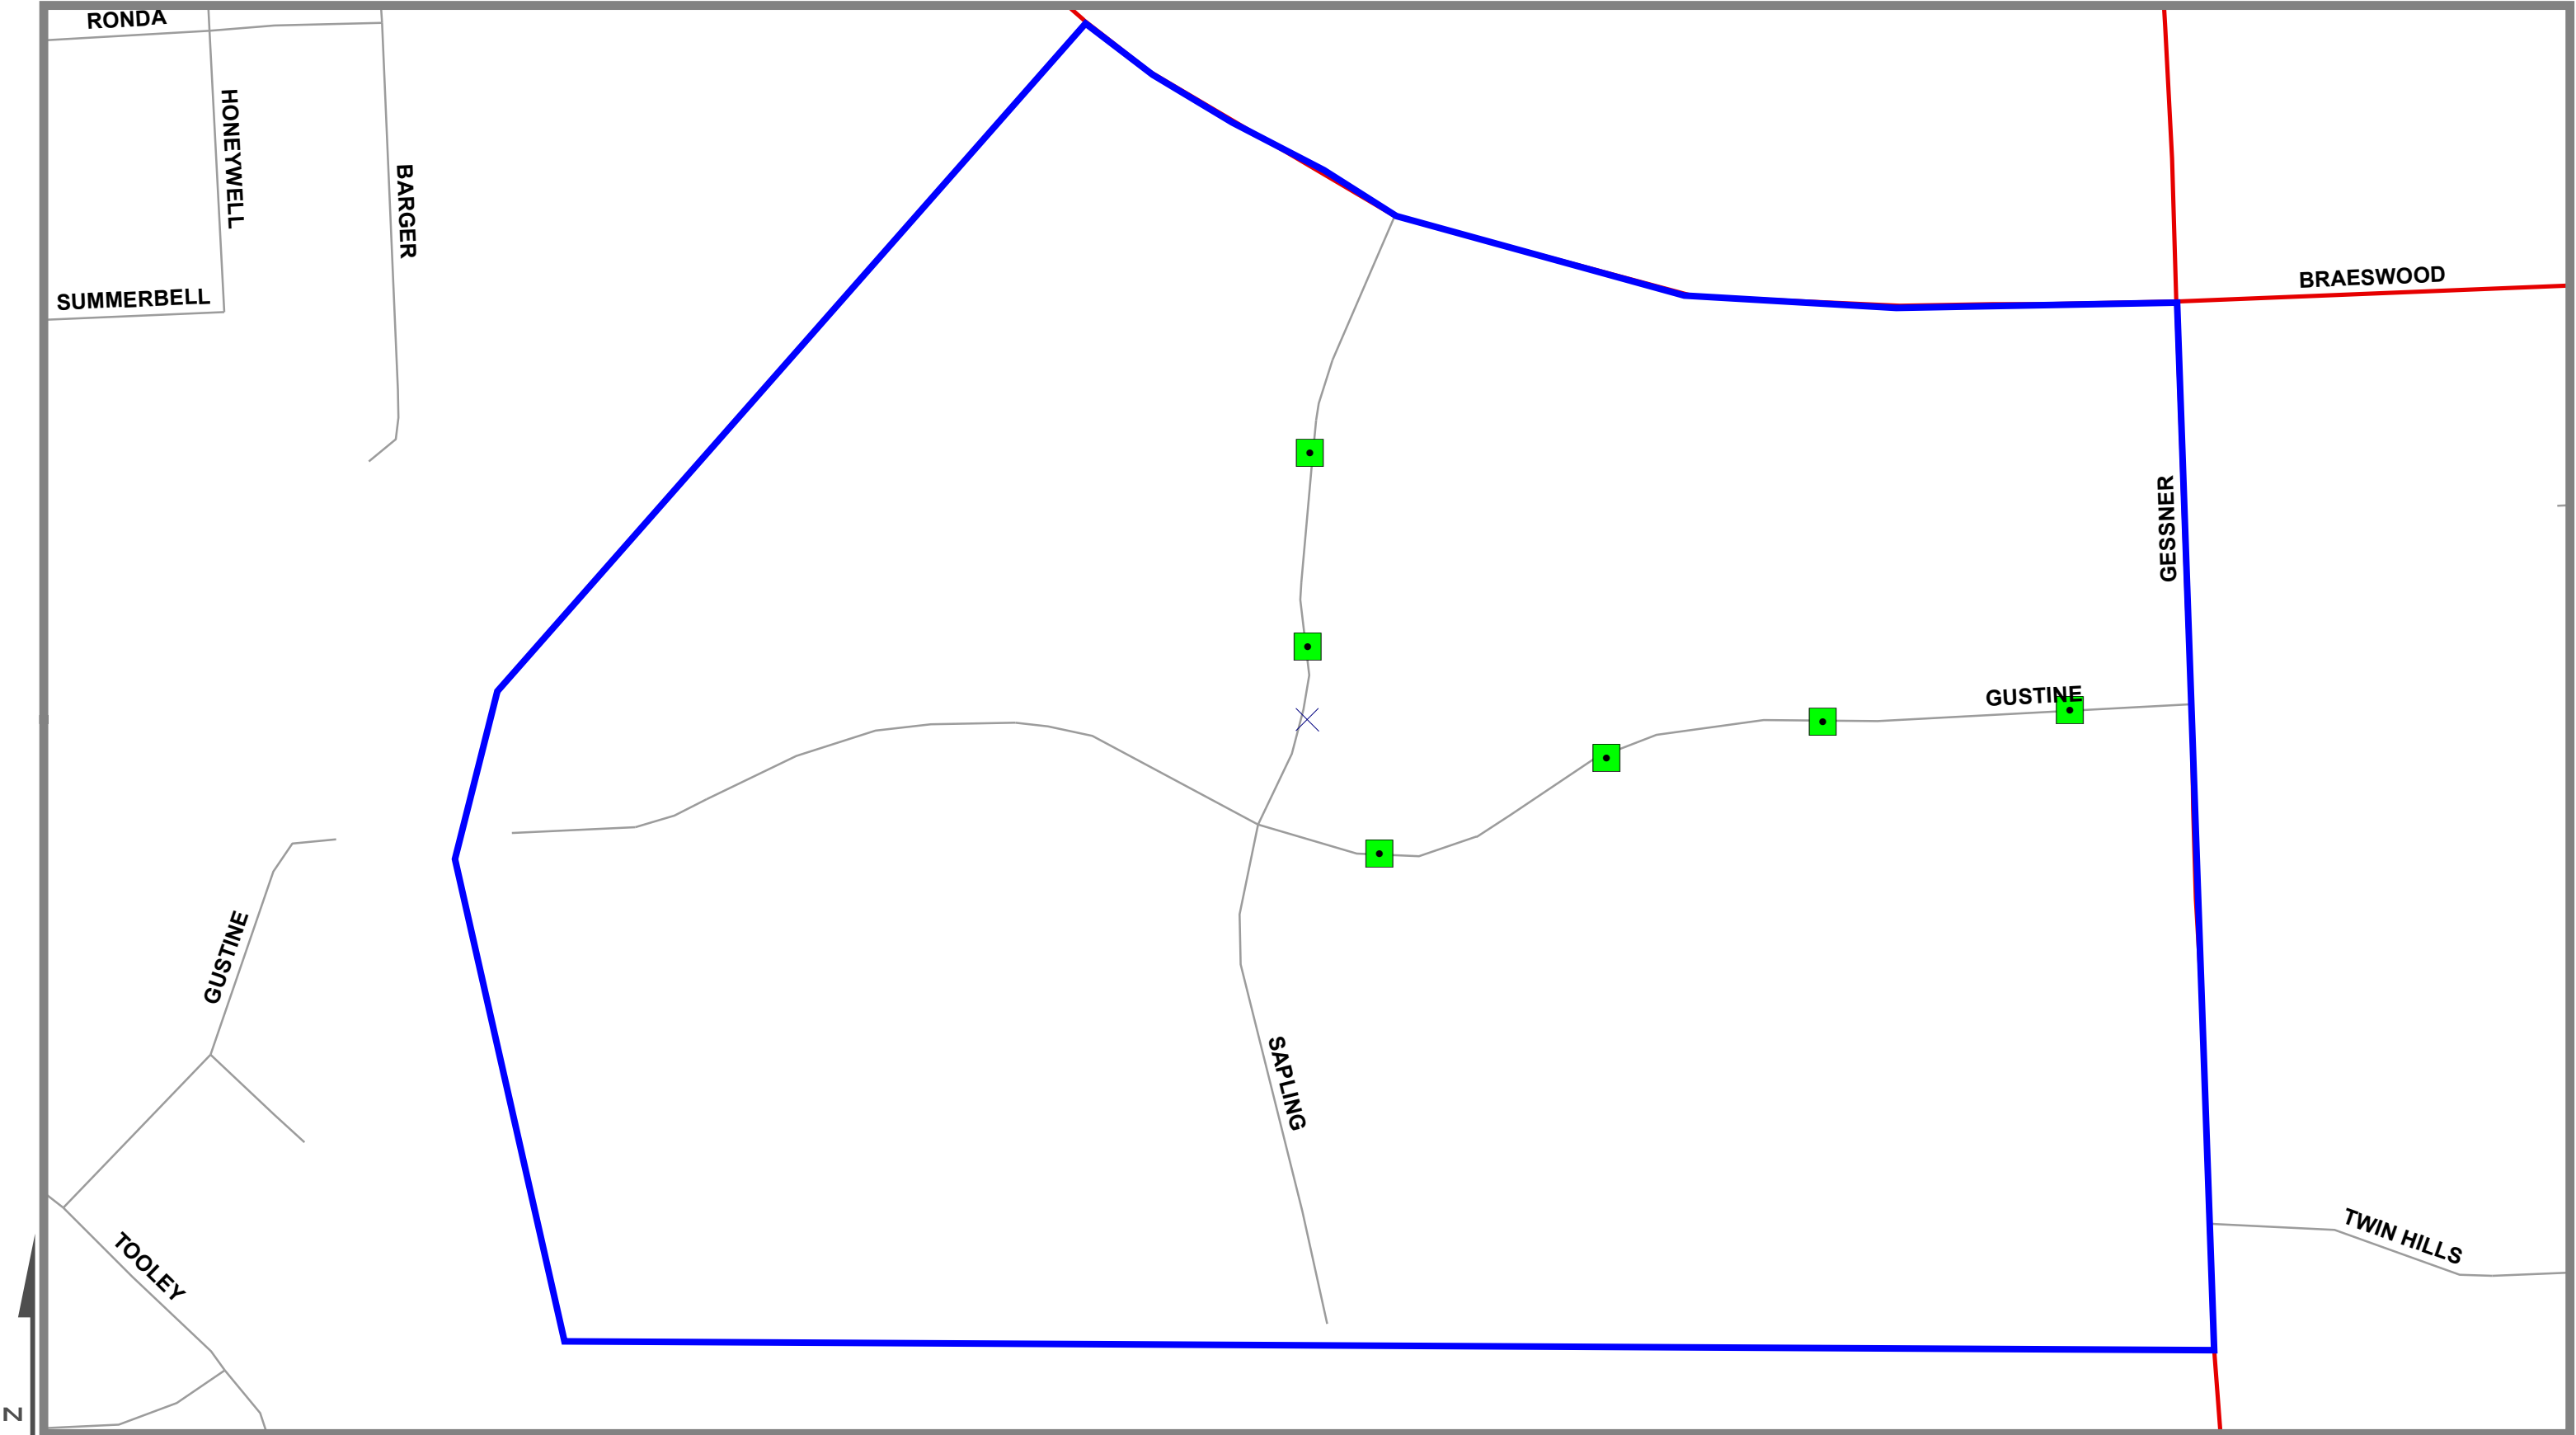 RONDA
HONEYWELL
BARGER
SUMMERBELL
BRAESWOOD
GESSNER
GUSTINE
GUSTINE
SAPLING
TOOLEY
TWIN HILLS
N